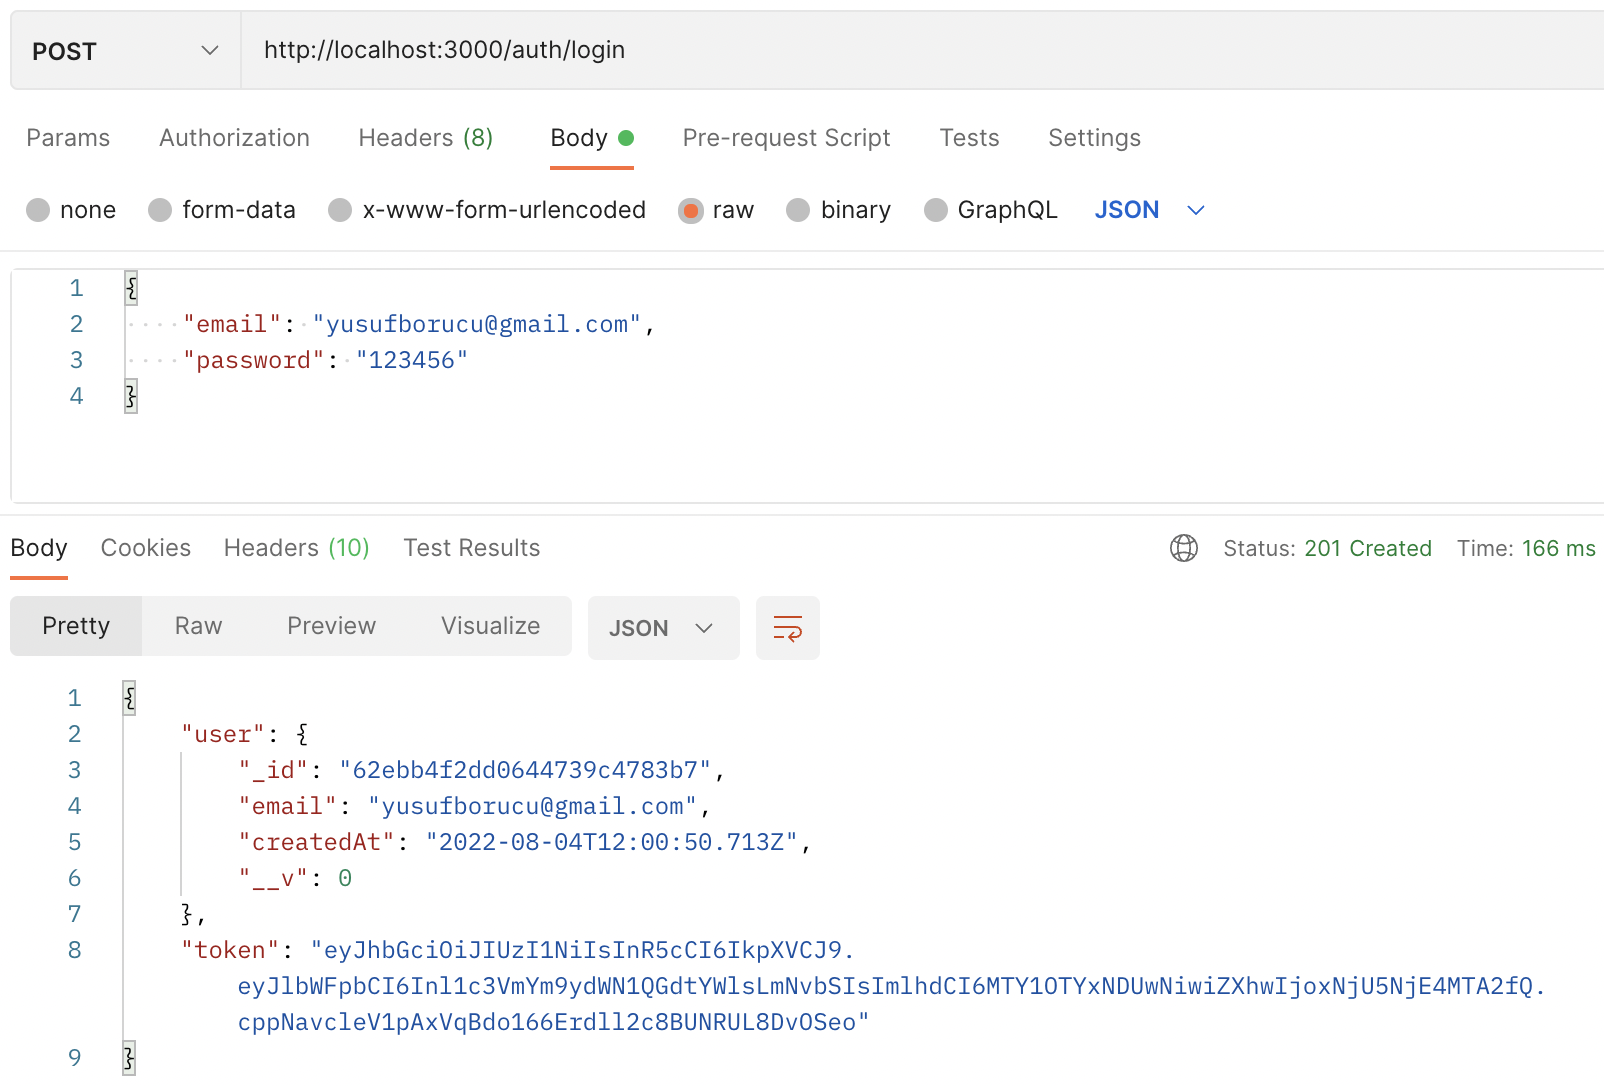 POST http://localhost:3000/auth/login
Params Authorization Headers (8) Body Pre-request Script Tests Settings
none form-data x-www-form-urlencoded raw binary GraphQL JSON
1 {
2 "email": "yusufborucu@gmail.com",
3 "password": "123456"
4 }
Body Cookies Headers (10) Test Results Status: 201 Created Time: 166 ms
Pretty Raw Preview Visualize JSON
1 {
2 "user": {
3 "_id": "62ebb4f2dd0644739c4783b7",
4 "email": "yusufborucu@gmail.com",
5 "createdAt": "2022-08-04T12:00:50.713Z",
6 "__v": 0
7 },
8 "token": "eyJhbGciOiJIUzI1NiIsInR5cCI6IkpXVCJ9.
eyJlbWFpbCI6Inl1c3VmYm9ydWN1QGdtYWlsLmNvbSIsImlhdCI6MTY1OTYxNDUwNiwiZXhwIjoxNjU5NjE4MTA2fQ.
cppNavcleV1pAxVqBdo166Erdll2c8BUNRUL8DvOSeo"
9 }